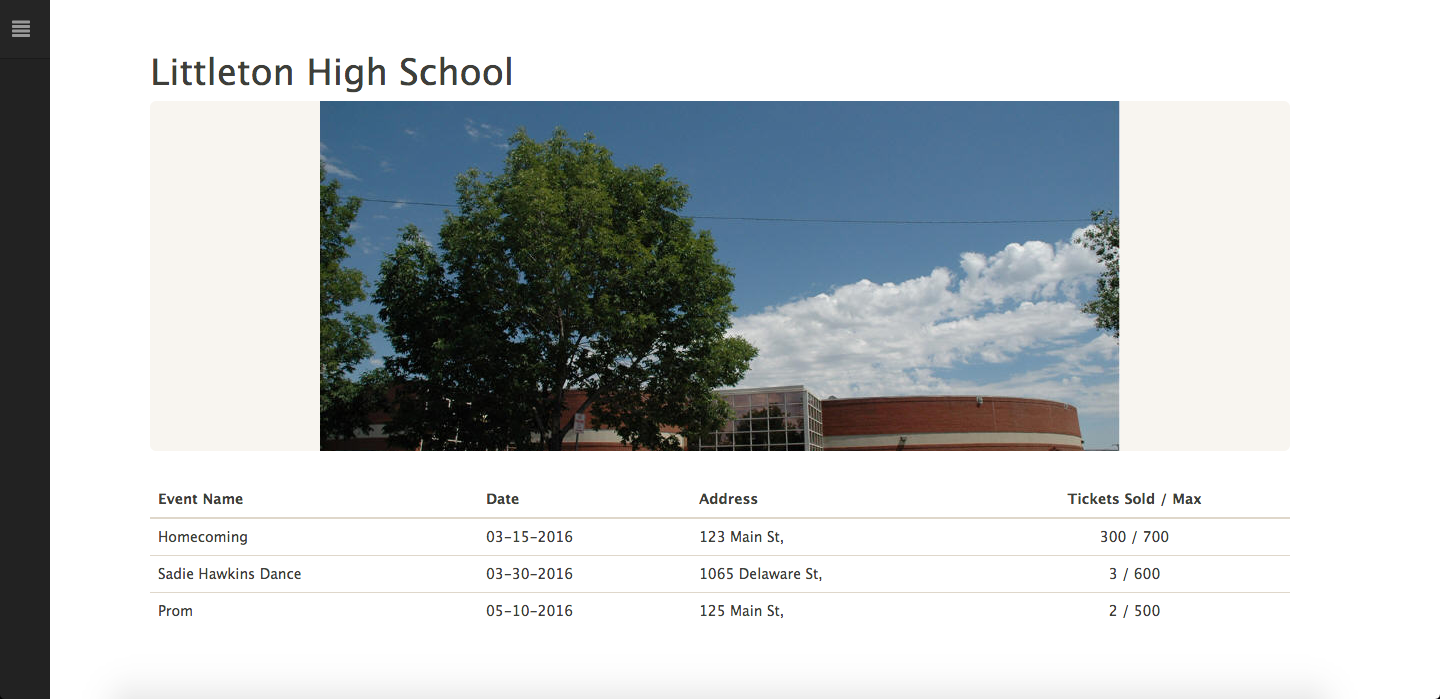 Littleton High School
Event Name Date Address Tickets Sold / Max
Homecoming 03-15-2016 123 Main St, 300 / 700
Sadie Hawkins Dance 03-30-2016 1065 Delaware St, 3 / 600
Prom 05-10-2016 125 Main St, 2 / 500